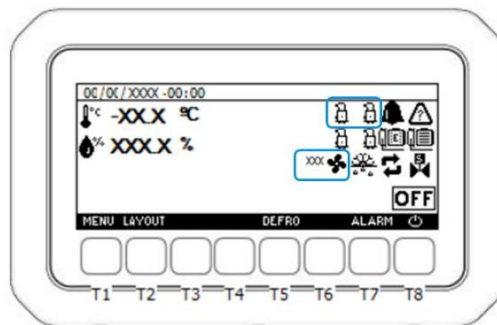 00/00/XXXX -00:00
°C -XX.X °C
% XXX.X %
E
XXX S
OFF
MENU LAYOUT DEFRO ALARM
T1 T2 T3 T4 T5 T6 T7 T8